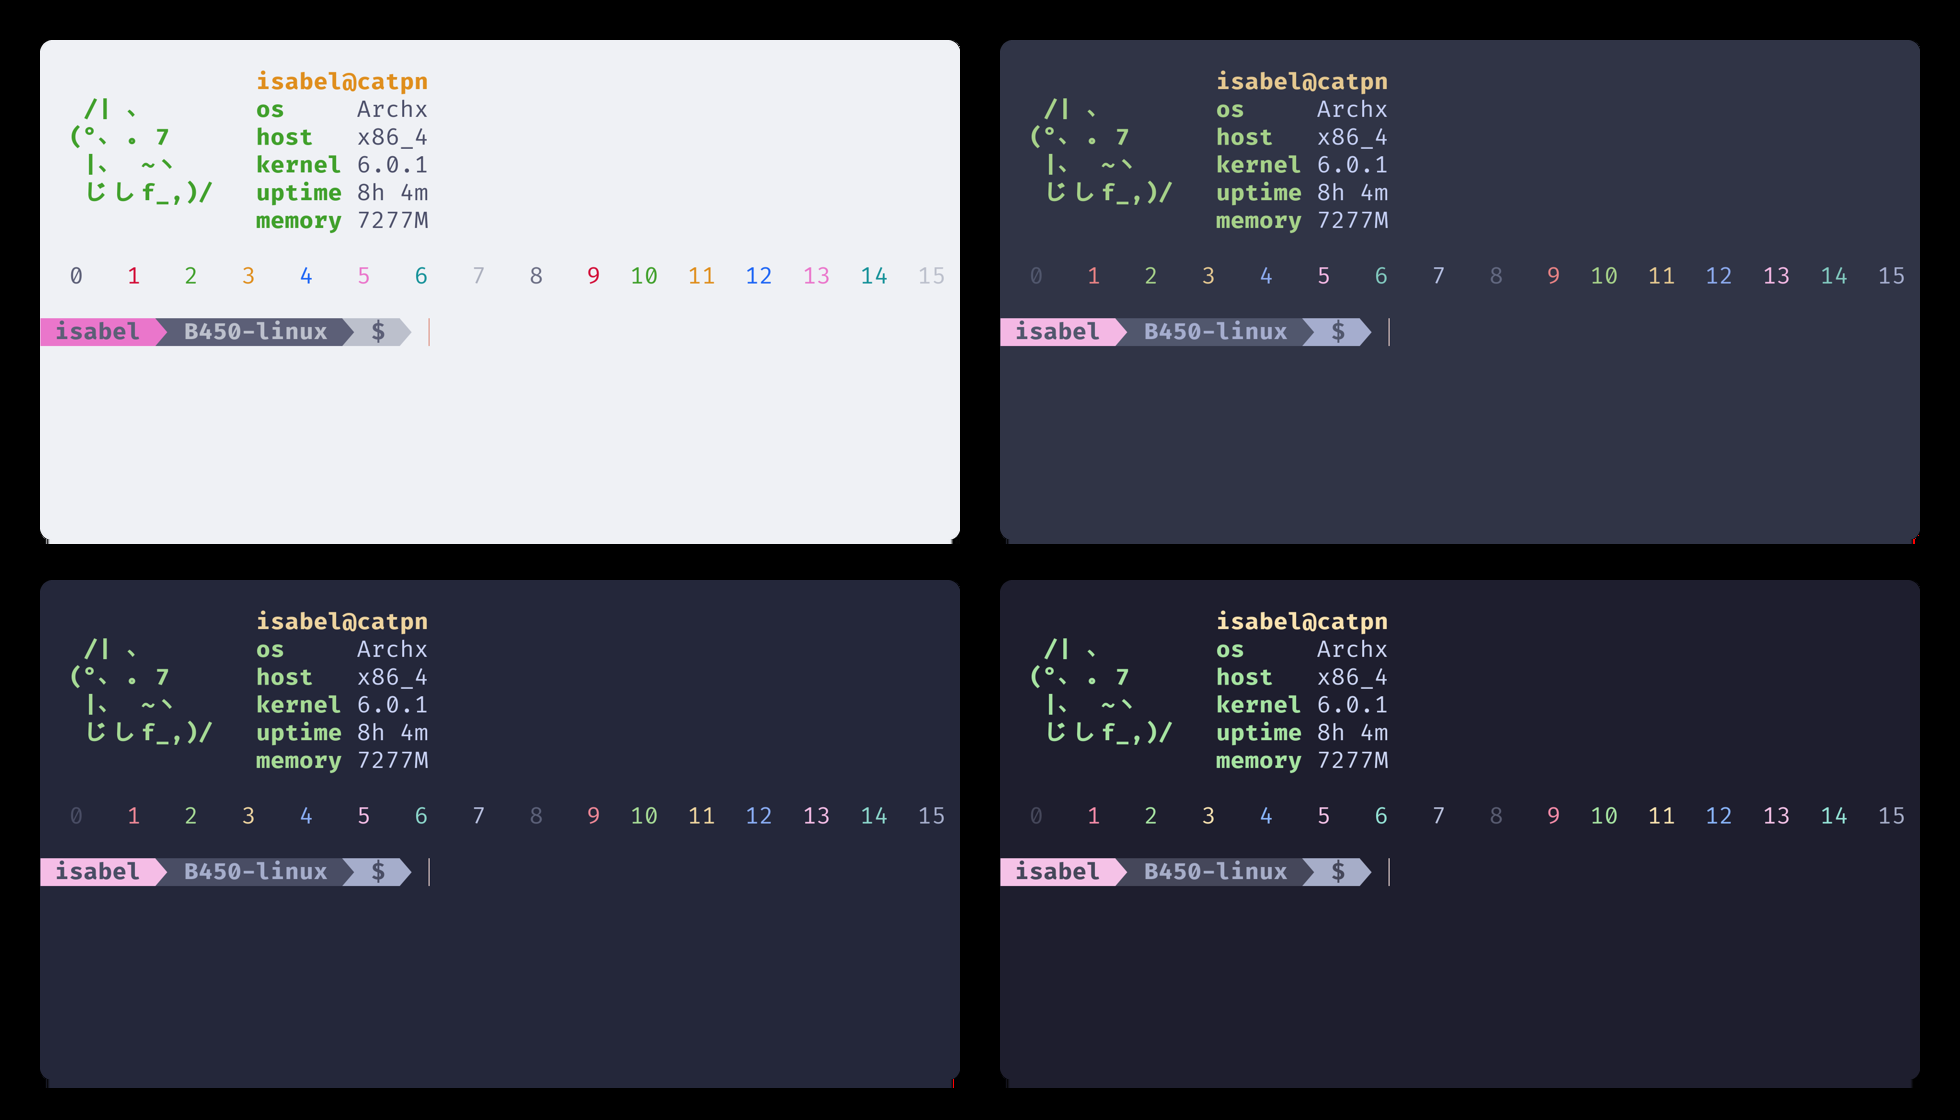 isabel@catpn
/| 、 os Archx
(°、 。 7 host x86_4
|、 ~ヽ kernel 6.0.1
じしf_,)/ uptime 8h 4m
memory 7277M
0 1 2 3 4 5 6 7 8 9 10 11 12 13 14 15
isabel B450-linux $
isabel@catpn
/| 、 os Archx
(°、 。 7 host x86_4
|、 ~ヽ kernel 6.0.1
じしf_,)/ uptime 8h 4m
memory 7277M
0 1 2 3 4 5 6 7 8 9 10 11 12 13 14 15
isabel B450-linux $
isabel@catpn
/| 、 os Archx
(°、 。 7 host x86_4
|、 ~ヽ kernel 6.0.1
じしf_,)/ uptime 8h 4m
memory 7277M
0 1 2 3 4 5 6 7 8 9 10 11 12 13 14 15
isabel B450-linux $
isabel@catpn
/| 、 os Archx
(°、 。 7 host x86_4
|、 ~ヽ kernel 6.0.1
じしf_,)/ uptime 8h 4m
memory 7277M
0 1 2 3 4 5 6 7 8 9 10 11 12 13 14 15
isabel B450-linux $